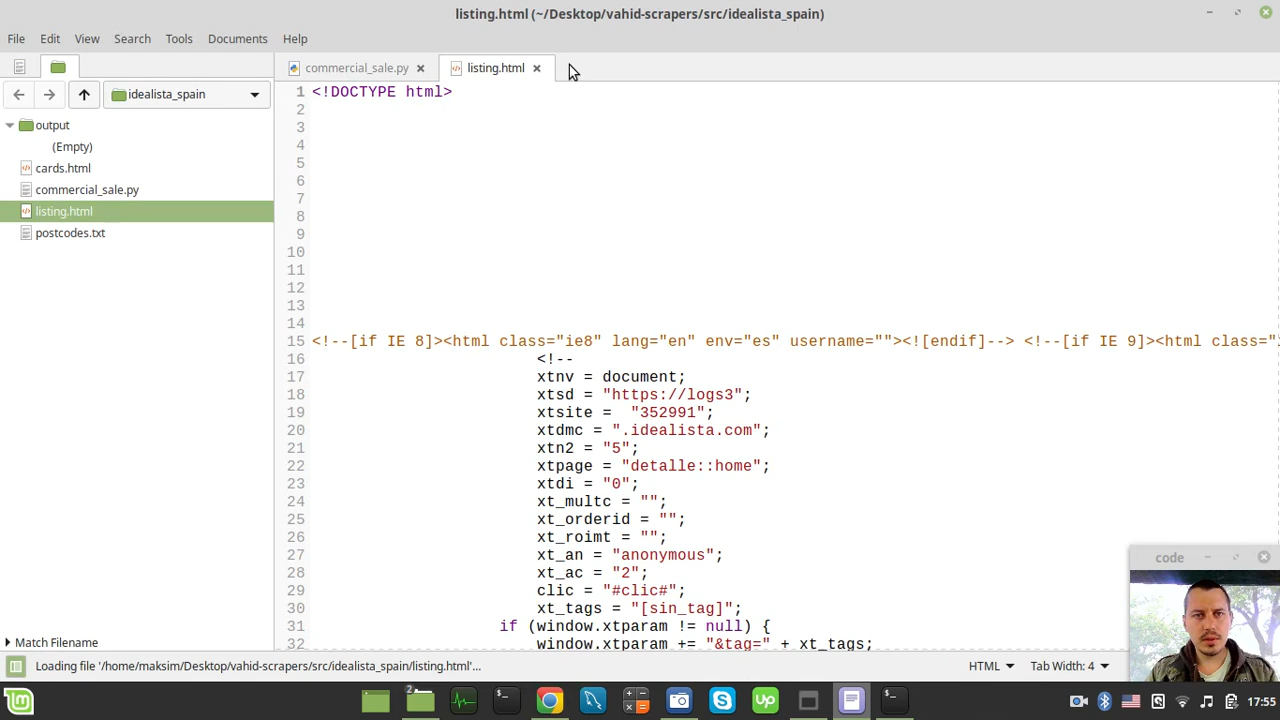 listing.html (~/Desktop/vahid-scrapers/src/idealista_spain)
File Edit View Search Tools Documents Help
commercial_sale.py
listing.html
idealista_spain
output
(Empty)
cards.html
commercial_sale.py
listing.html
postcodes.txt
Match Filename
1 <!DOCTYPE html>
2
3
4
5
6
7
8
9
10
11
12
13
14
15 <!--[if IE 8]><html class="ie8" lang="en" env="es" username=""><![endif]--> <!--[if IE 9]><html class="i
16 <!--
17 xtnv = document;
18 xtsd = "https://logs3";
19 xtsite =  "352991";
20 xtdmc = ".idealista.com";
21 xtn2 = "5";
22 xtpage = "detalle::home";
23 xtdi = "0";
24 xt_multc = "";
25 xt_orderid = "";
26 xt_roimt = "";
27 xt_an = "anonymous";
28 xt_ac = "2";
29 clic = "#clic#";
30 xt_tags = "[sin_tag]";
31 if (window.xtparam != null) {
32 window.xtparam += "&tag=" + xt_tags;
code
Loading file '/home/maksim/Desktop/vahid-scrapers/src/idealista_spain/listing.html'...
HTML
Tab Width: 4
2
up
17:55